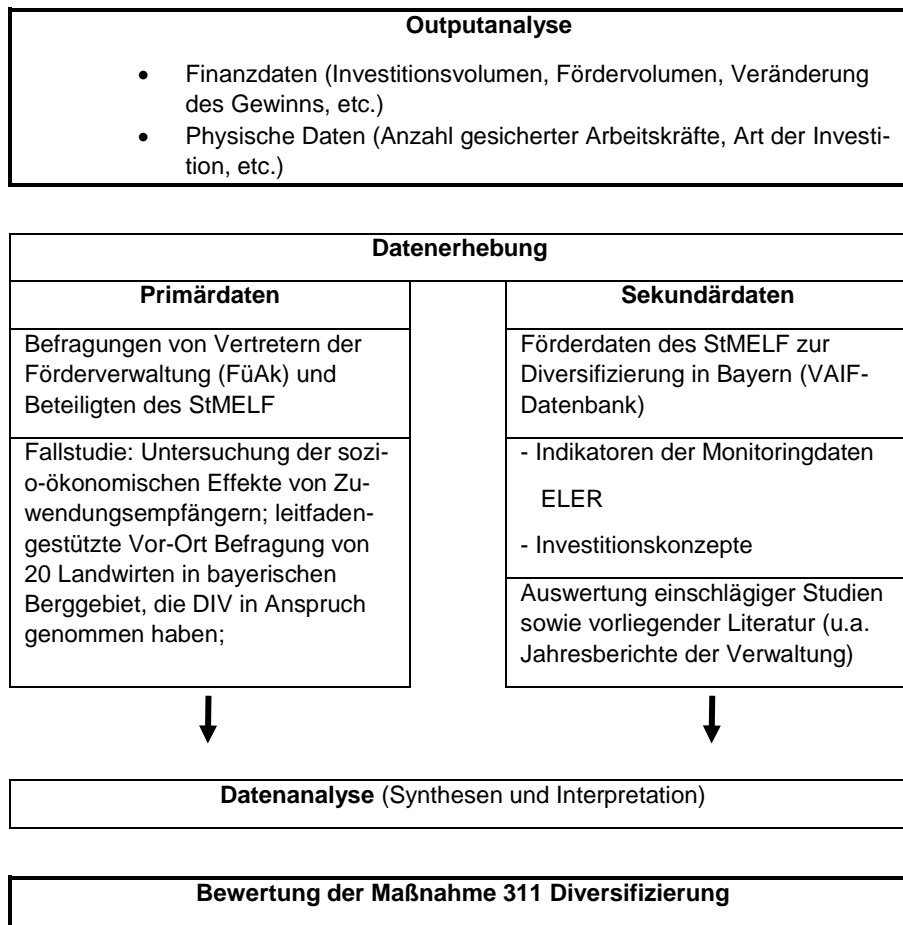 Outputanalyse
• Finanzdaten (Investitionsvolumen, Fördervolumen, Veränderung
des Gewinns, etc.)
• Physische Daten (Anzahl gesicherter Arbeitskräfte, Art der Investi-
tion, etc.)
Datenerhebung
Primärdaten
Befragungen von Vertretern der
Förderverwaltung (FüAk) und
Beteiligten des StMELF
Fallstudie: Untersuchung der sozi-
o-ökonomischen Effekte von Zu-
wendungsempfängern; leitfaden-
gestützte Vor-Ort Befragung von
20 Landwirten in bayerischen
Berggebiet, die DIV in Anspruch
genommen haben;
Sekundärdaten
Förderdaten des StMELF zur
Diversifizierung in Bayern (VAIF-
Datenbank)
- Indikatoren der Monitoringdaten
ELER
- Investitionskonzepte
Auswertung einschlägiger Studien
sowie vorliegender Literatur (u.a.
Jahresberichte der Verwaltung)
Datenanalyse (Synthesen und Interpretation)
Bewertung der Maßnahme 311 Diversifizierung